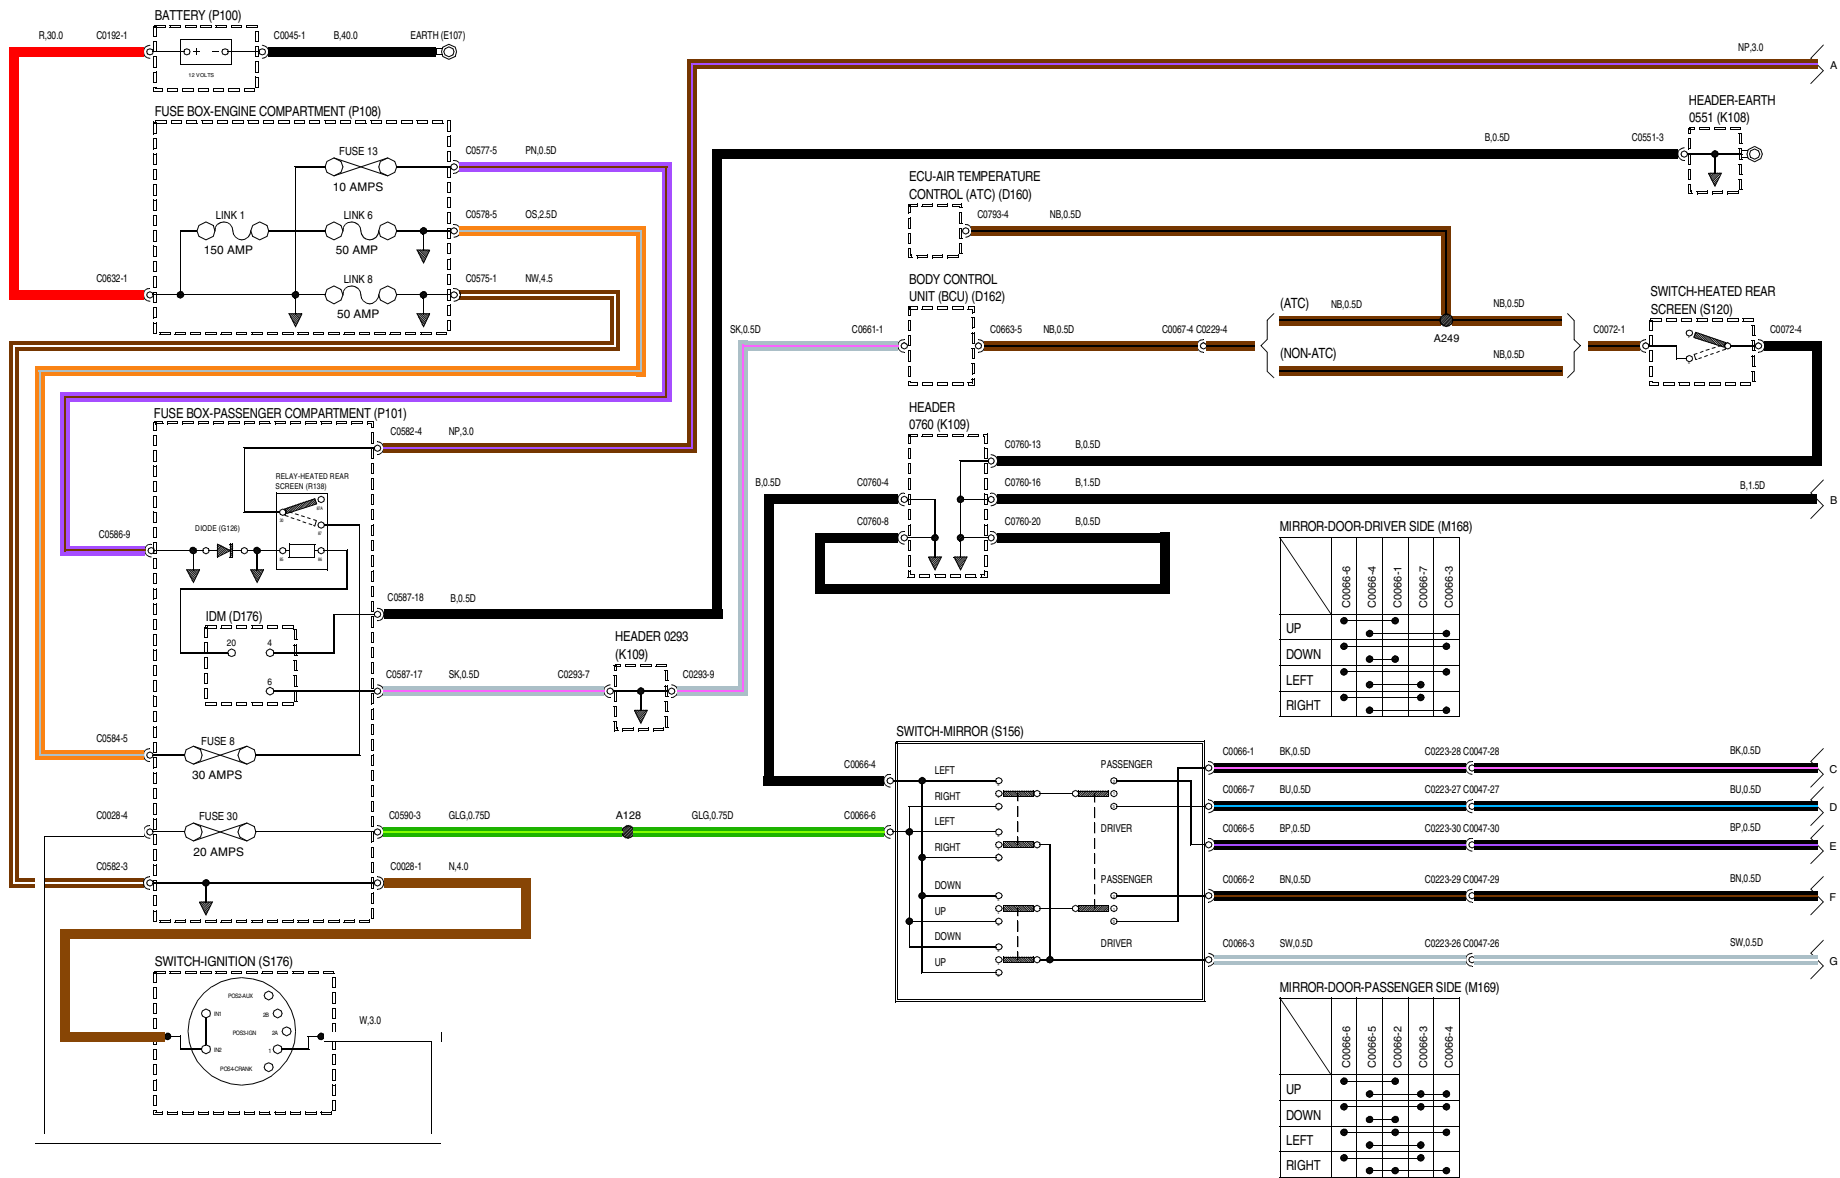 BATTERY (P100)
R,30.0 C0192-1 C0045-1 B,40.0 EARTH (E107)
+ −
12 VOLTS
NP,3.0
A
FUSE BOX-ENGINE COMPARTMENT (P108)
FUSE 13
10 AMPS
C0577-5 PN,0.5D
LINK 1
150 AMP
LINK 6
50 AMP
C0578-5 OS,2.5D
C0632-1
LINK 8
50 AMP
C0575-1 NW,4.5
HEADER-EARTH
0551 (K108)
B,0.5D C0551-3
ECU-AIR TEMPERATURE
CONTROL (ATC) (D160)
C0793-4 NB,0.5D
BODY CONTROL
UNIT (BCU) (D162)
SK,0.5D C0661-1
C0663-5 NB,0.5D C0067-4 C0229-4
(ATC) NB,0.5D NB,0.5D
A249
(NON-ATC) NB,0.5D
SWITCH-HEATED REAR
SCREEN (S120)
C0072-1 C0072-4
HEADER
0760 (K109)
C0760-13 B,0.5D
B,0.5D C0760-4
C0760-16 B,1.5D
B,1.5D
B
C0760-8
C0760-20 B,0.5D
FUSE BOX-PASSENGER COMPARTMENT (P101)
C0582-4 NP,3.0
RELAY-HEATED REAR
SCREEN (R138)
DIODE (G126)
C0586-9
C0587-18 B,0.5D
IDM (D176)
20 4
6
C0587-17 SK,0.5D
HEADER 0293
(K109)
C0293-7 C0293-9
C0584-5
FUSE 8
30 AMPS
C0028-4
FUSE 30
20 AMPS
C0590-3 GLG,0.75D A128 GLG,0.75D C0066-6
C0582-3 C0028-1 N,4.0
MIRROR-DOOR-DRIVER SIDE (M168)
C0066-6 C0066-4 C0066-1 C0066-7 C0066-3
UP
DOWN
LEFT
RIGHT
SWITCH-MIRROR (S156)
C0066-4
LEFT
RIGHT
LEFT
RIGHT
DOWN
UP
DOWN
UP
PASSENGER
DRIVER
PASSENGER
DRIVER
C0066-1 BK,0.5D C0223-28 C0047-28 BK,0.5D
C
C0066-7 BU,0.5D C0223-27 C0047-27 BU,0.5D
D
C0066-5 BP,0.5D C0223-30 C0047-30 BP,0.5D
E
C0066-2 BN,0.5D C0223-29 C0047-29 BN,0.5D
F
C0066-3 SW,0.5D C0223-26 C0047-26 SW,0.5D
G
SWITCH-IGNITION (S176)
POS2-AUX
IN1 2B
POS3-IGN 2A
IN2 1
POS4-CRANK
W,3.0
MIRROR-DOOR-PASSENGER SIDE (M169)
C0066-6 C0066-5 C0066-2 C0066-3 C0066-4
UP
DOWN
LEFT
RIGHT